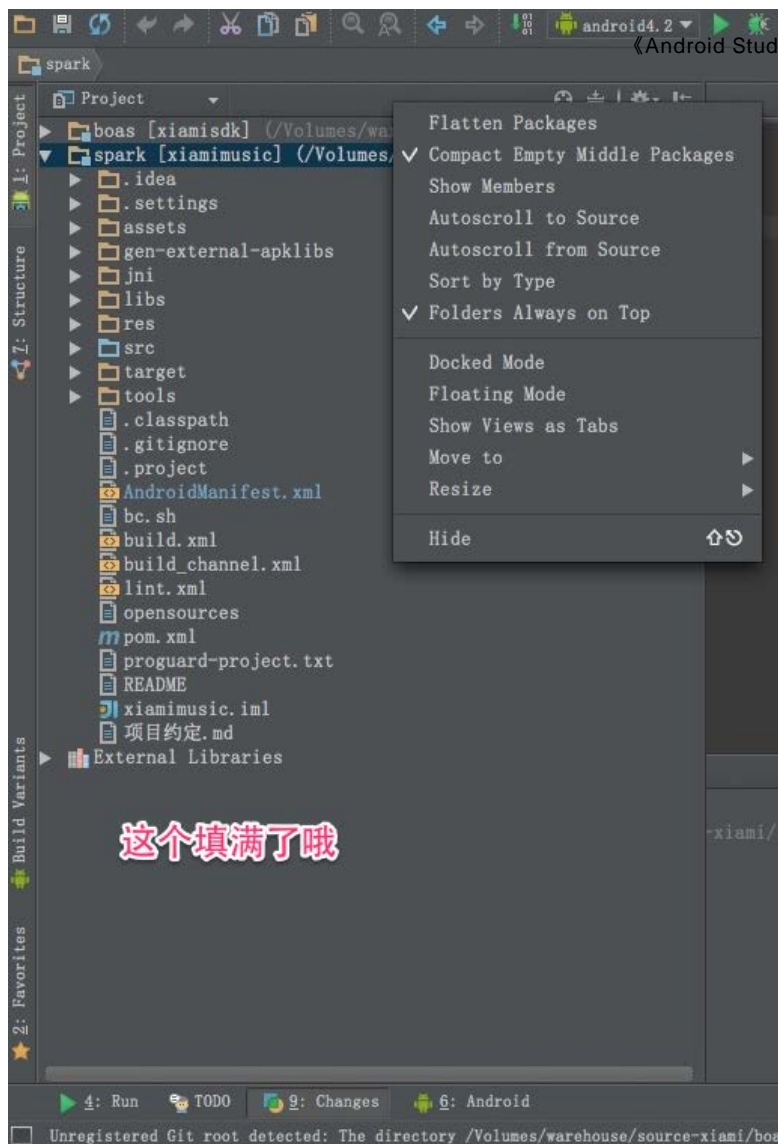 android4.2
《Android Stud
spark
Project
1: Project
boas [xiamisdk] (/Volumes/wa
spark [xiamimusic] (/Volumes/
.idea
.settings
assets
gen-external-apklibs
jni
libs
res
src
target
tools
.classpath
.gitignore
.project
AndroidManifest.xml
bc.sh
build.xml
build_channel.xml
lint.xml
opensources
pom.xml
proguard-project.txt
README
xiamimusic.iml
项目约定.md
External Libraries
Flatten Packages
Compact Empty Middle Packages
Show Members
Autoscroll to Source
Autoscroll from Source
Sort by Type
Folders Always on Top
Docked Mode
Floating Mode
Show Views as Tabs
Move to
Resize
Hide
7: Structure
这个填满了哦
-xiami/
Build Variants
2: Favorites
4: Run
TODO
9: Changes
6: Android
Unregistered Git root detected: The directory /Volumes/warehouse/source-xiami/boa